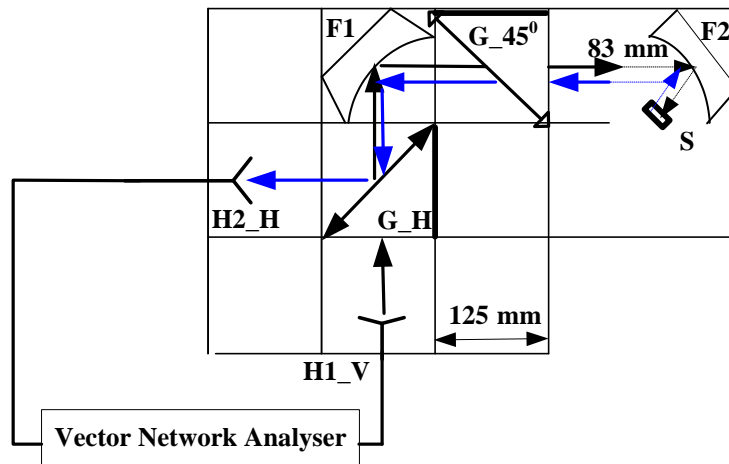 F1
G_45⁰
83 mm
F2
S
H2_H
G_H
125 mm
H1_V
Vector Network Analyser